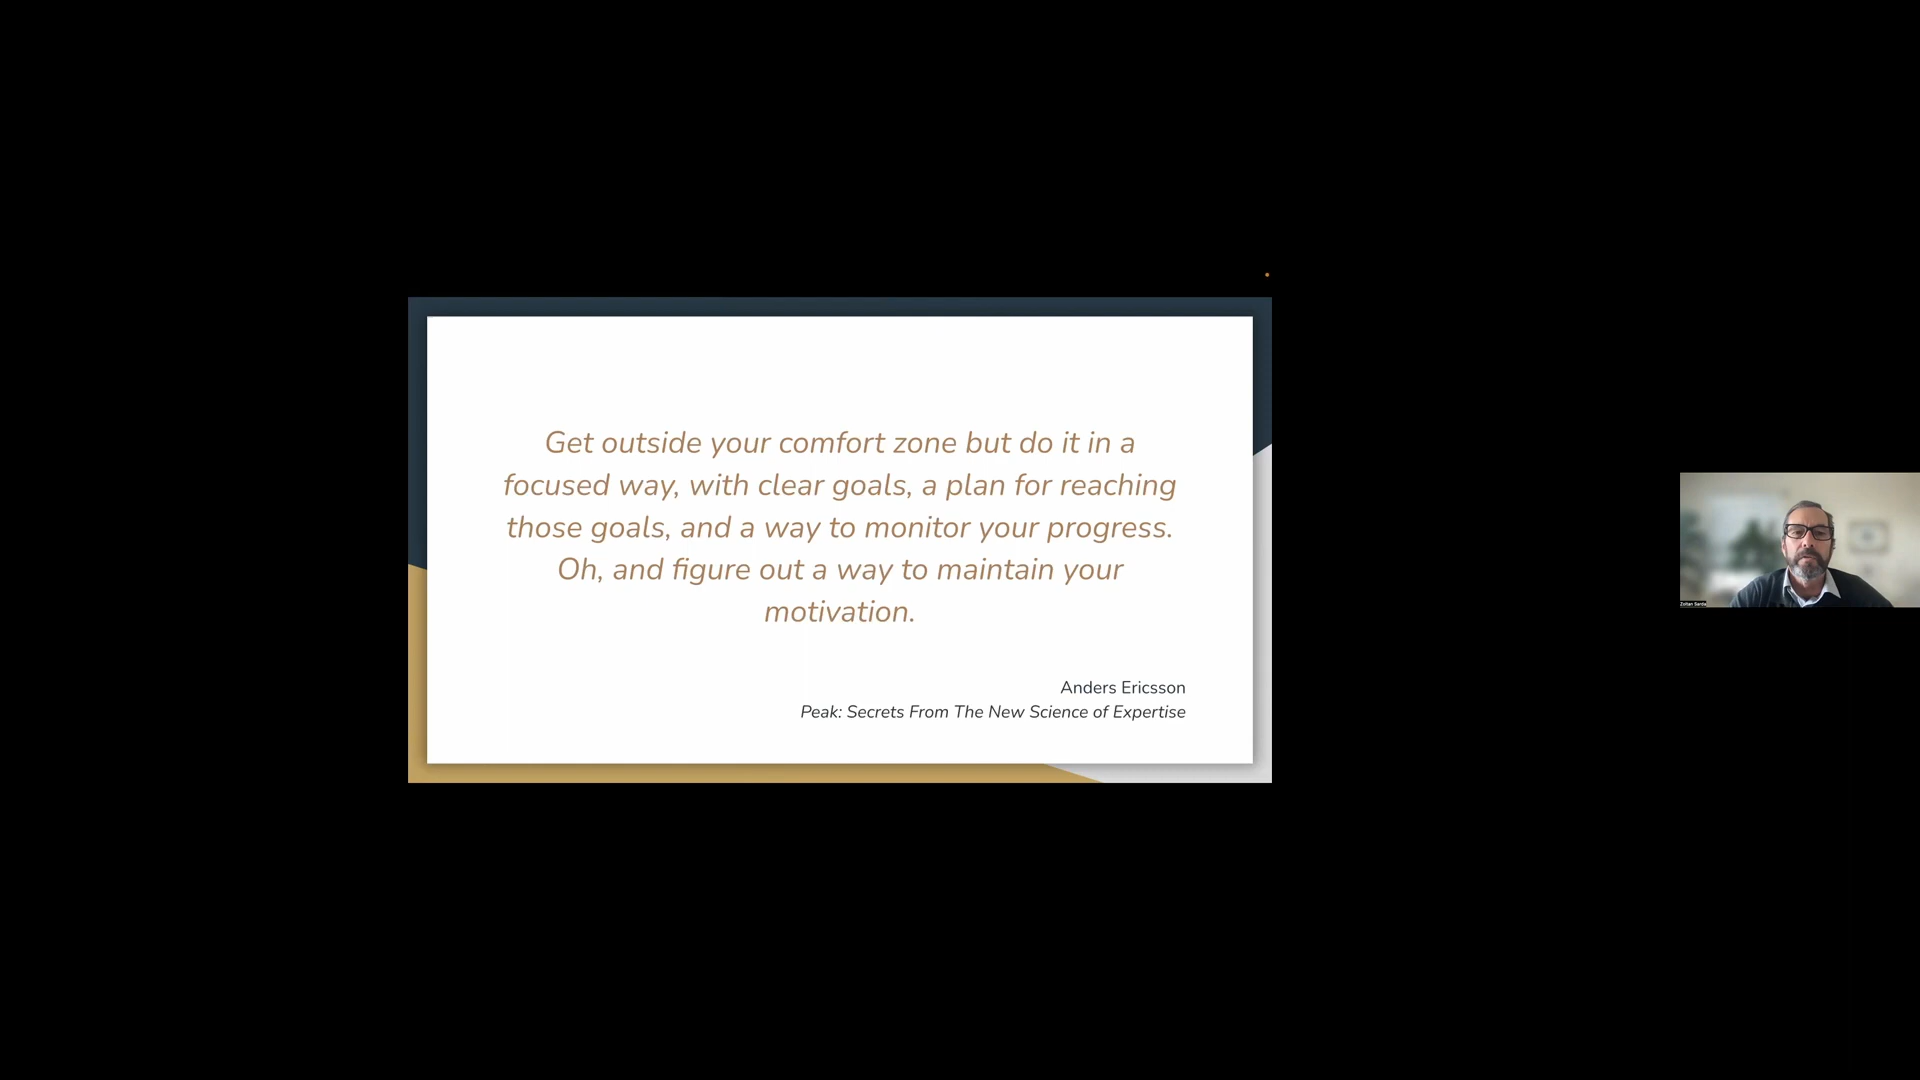 Get outside your comfort zone but do it in a
focused way, with clear goals, a plan for reaching
those goals, and a way to monitor your progress.
Oh, and figure out a way to maintain your
motivation.
Anders Ericsson
Peak: Secrets From The New Science of Expertise
Zoltan Sarda